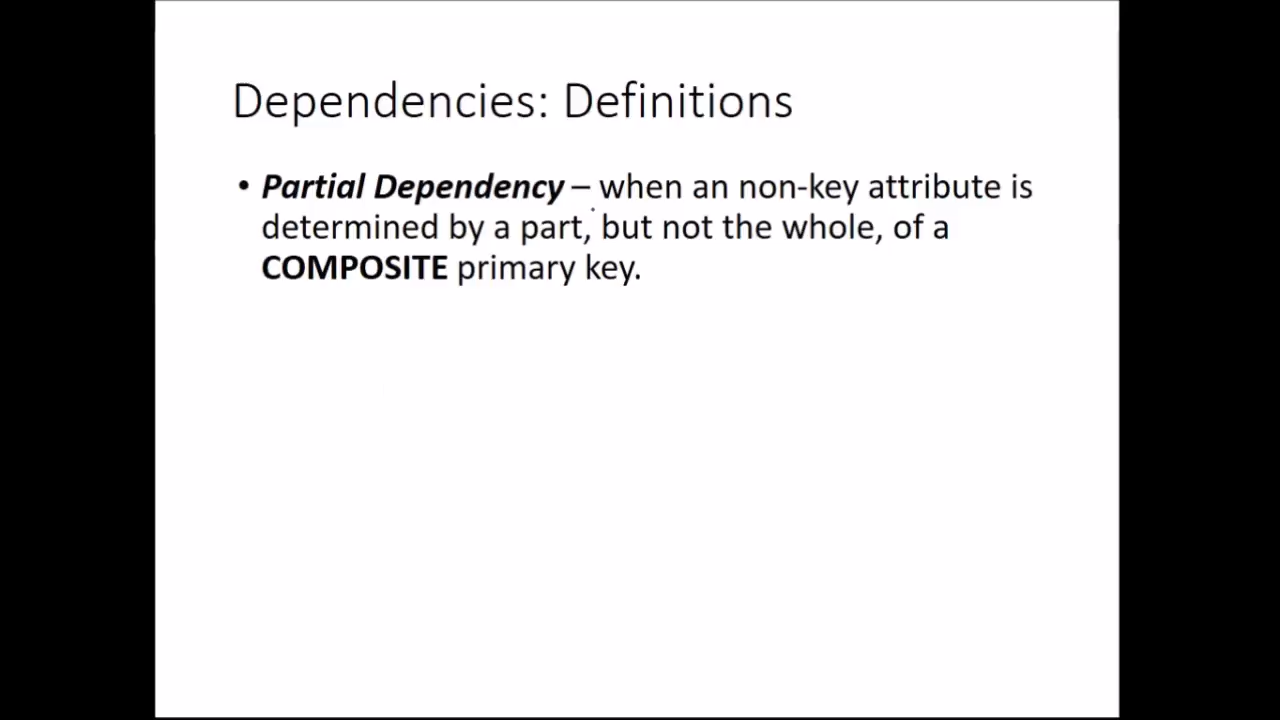 Dependencies: Definitions
• Partial Dependency – when an non-key attribute is
determined by a part, but not the whole, of a
COMPOSITE primary key.